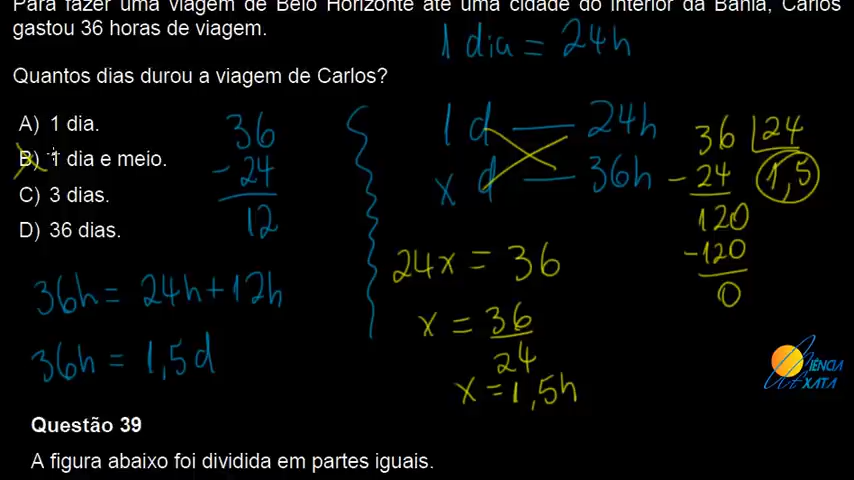 Para fazer uma viagem de Belo Horizonte até uma cidade do interior da Bahia, Carlos
gastou 36 horas de viagem.
1 dia = 24h
Quantos dias durou a viagem de Carlos?
A) 1 dia.
B) 1 dia e meio.
C) 3 dias.
D) 36 dias.
36
- 24
12
36h = 24h + 12h
36h = 1,5d
1 d — 24h
x d — 36h
24x = 36
x = 36/24
x = 1,5h
36 | 24
- 24 1,5
120
- 120
0
CIÊNCIA
EXATA
Questão 39
A figura abaixo foi dividida em partes iguais.